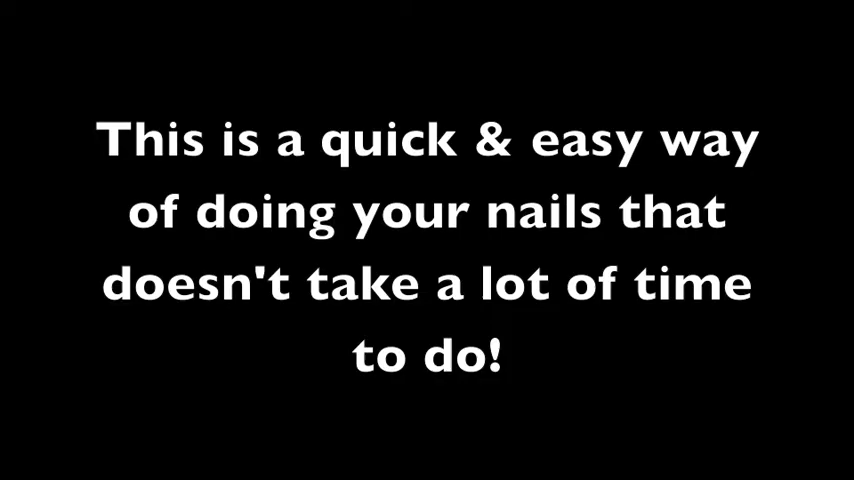 This is a quick & easy way
of doing your nails that
doesn't take a lot of time
to do!